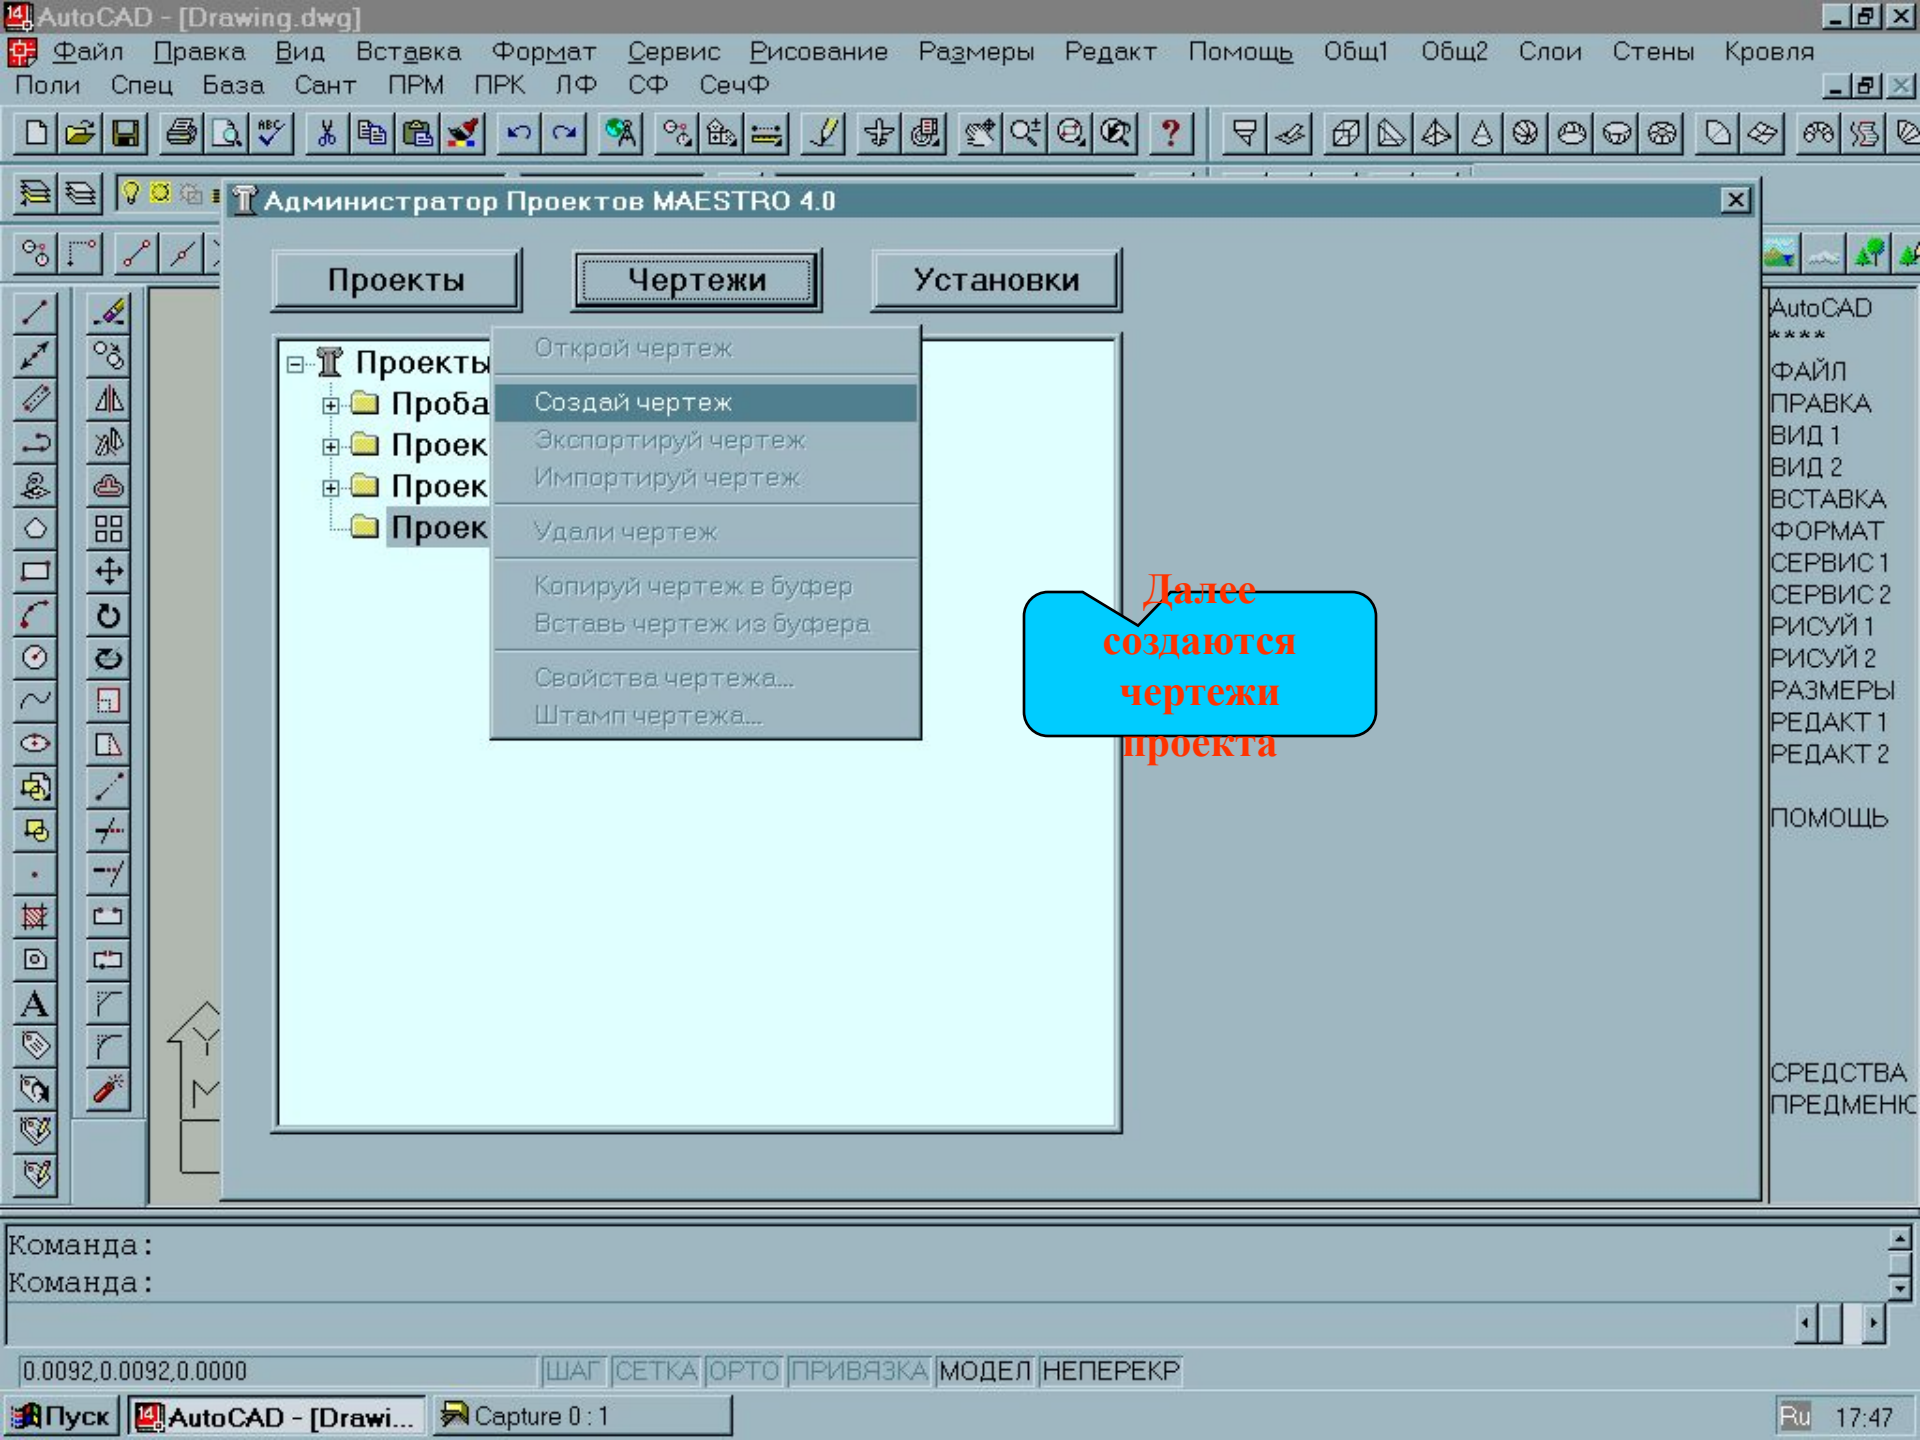 AutoCAD - [Drawing.dwg]
Файл Правка Вид Вставка Формат Сервис Рисование Размеры Редакт Помощь Общ1 Общ2 Слои Стены Кровля
Поли Спец База Сант ПРМ ПРК ЛФ СФ СечФ
Администратор Проектов MAESTRO 4.0
Проекты Чертежи Установки
Проекты
Проба
Проек
Проек
Проек
Открой чертеж
Создай чертеж
Экспортируй чертеж
Импортируй чертеж
Удали чертеж
Копируй чертеж в буфер
Вставь чертеж из буфера
Свойства чертежа...
Штамп чертежа...
Далее
создаются
чертежи
проекта
AutoCAD
****
ФАЙЛ
ПРАВКА
ВИД 1
ВИД 2
ВСТАВКА
ФОРМАТ
СЕРВИС 1
СЕРВИС 2
РИСУЙ 1
РИСУЙ 2
РАЗМЕРЫ
РЕДАКТ 1
РЕДАКТ 2
ПОМОЩЬ
СРЕДСТВА
ПРЕДМЕНЮ
Команда:
Команда:
0.0092,0.0092,0.0000 ШАГ СЕТКА ОРТО ПРИВЯЗКА МОДЕЛ НЕПЕРЕКР
Пуск AutoCAD - [Drawi... Capture 0 : 1 Ru 17:47